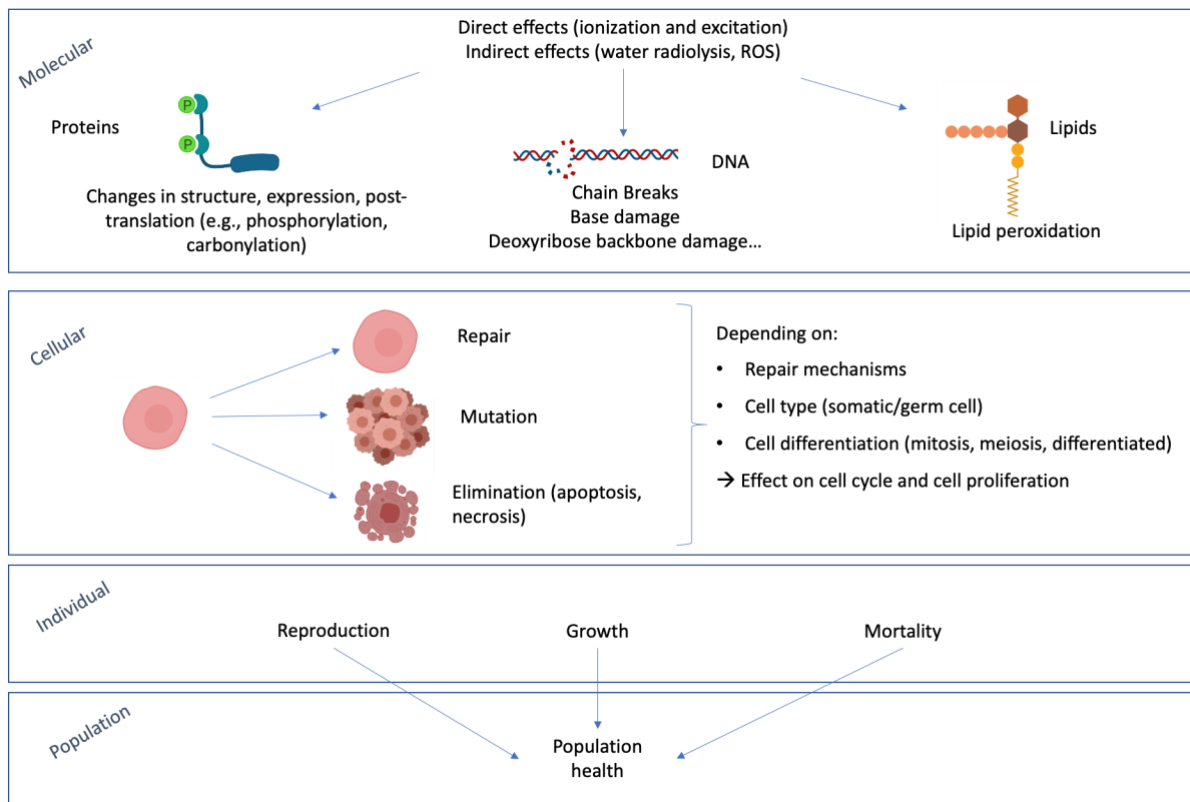 Molecular
Direct effects (ionization and excitation)
Indirect effects (water radiolysis, ROS)
Proteins
P
P
Changes in structure, expression, post-
translation (e.g., phosphorylation,
carbonylation)
DNA
Chain Breaks
Base damage
Deoxyribose backbone damage...
Lipids
Lipid peroxidation
Cellular
Repair
Mutation
Elimination (apoptosis,
necrosis)
Depending on:
• Repair mechanisms
• Cell type (somatic/germ cell)
• Cell differentiation (mitosis, meiosis, differentiated)
→ Effect on cell cycle and cell proliferation
Individual
Reproduction
Growth
Mortality
Population
Population
health